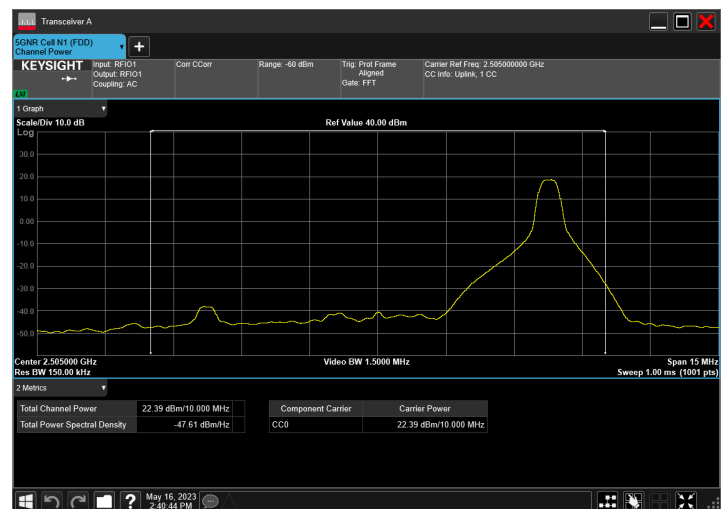 Transceiver A
5GNR Cell N1 (FDD)
Channel Power
KEYSIGHT
LXI
Input: RFIO1
Output: RFIO1
Coupling: AC
Corr CCorr
Range: -60 dBm
Trig: Prot Frame
Aligned
Gate: FFT
Carrier Ref Freq: 2.505000000 GHz
CC Info: Uplink, 1 CC
1 Graph
Scale/Div 10.0 dB
Ref Value 40.00 dBm
Log
30.0
20.0
10.0
0.00
-10.0
-20.0
-30.0
-40.0
-50.0
Center 2.505000 GHz
Video BW 1.5000 MHz
Span 15 MHz
Res BW 150.00 kHz
Sweep 1.00 ms (1001 pts)
2 Metrics
Total Channel Power 22.39 dBm/10.000 MHz
Total Power Spectral Density -47.61 dBm/Hz
Component Carrier Carrier Power
CC0 22.39 dBm/10.000 MHz
?
May 16, 2023
2:40:44 PM